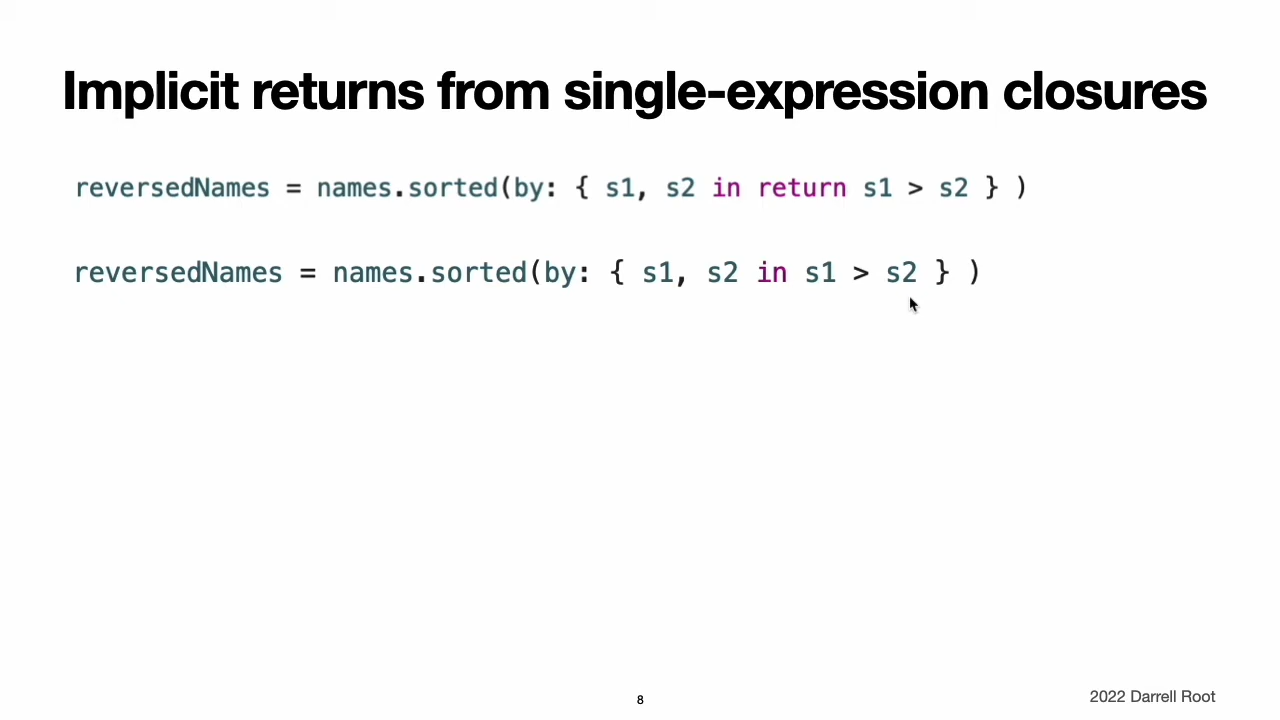 Implicit returns from single-expression closures
reversedNames = names.sorted(by: { s1, s2 in return s1 > s2 } )
reversedNames = names.sorted(by: { s1, s2 in s1 > s2 } )
8
2022 Darrell Root